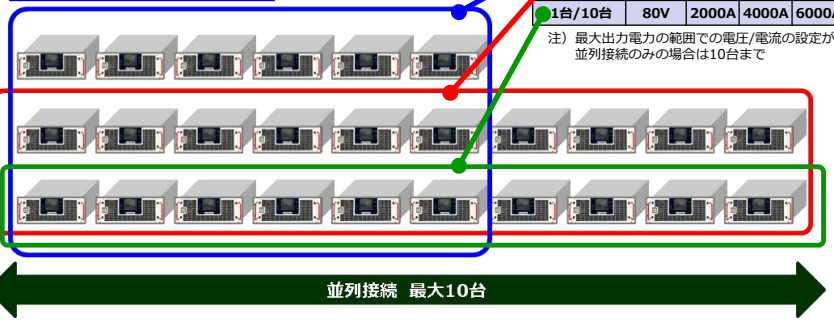 1台/10台 80V 2000A 4000A 6000A
注）最大出力電力の範囲での電圧/電流の設定が
並列接続のみの場合は10台まで
並列接続 最大10台